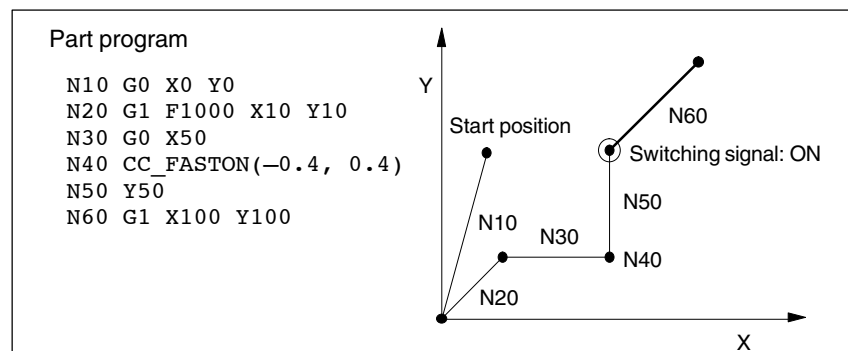 Part program
N10 G0 X0 Y0
N20 G1 F1000 X10 Y10
N30 G0 X50
N40 CC_FASTON(–0.4, 0.4)
N50 Y50
N60 G1 X100 Y100
Y
Start position
N60
Switching signal: ON
N50
N10
N30
N40
N20
X